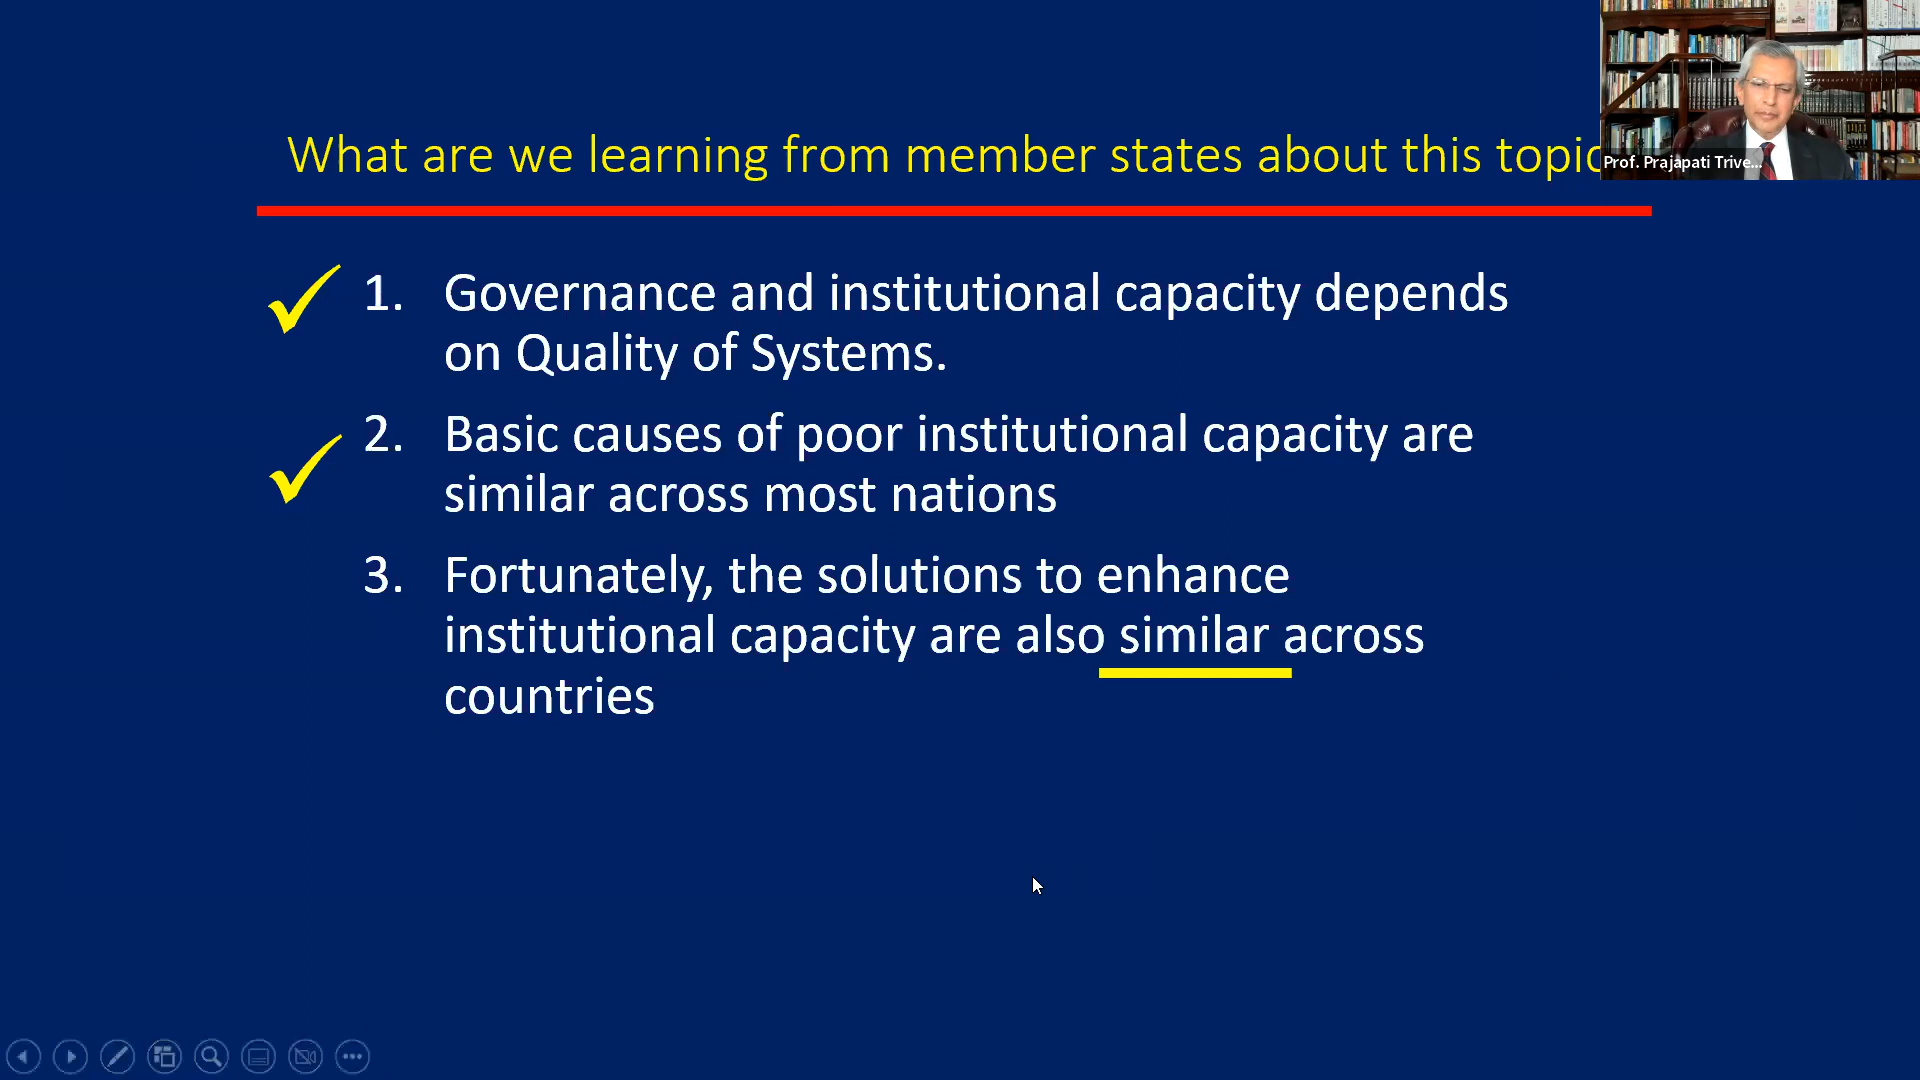 What are we learning from member states about this topic
Prof. Prajapati Trive...
1. Governance and institutional capacity depends
on Quality of Systems.
2. Basic causes of poor institutional capacity are
similar across most nations
3. Fortunately, the solutions to enhance
institutional capacity are also similar across
countries